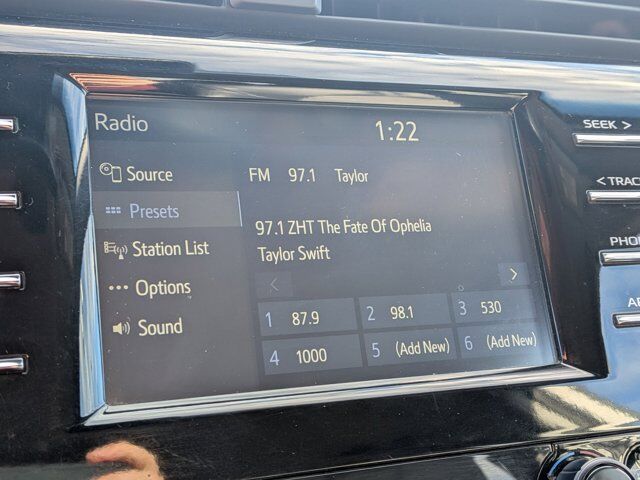 Radio
1:22
SEEK >
Source
FM 97.1 Taylor
< TRAC
Presets
97.1 ZHT The Fate Of Ophelia
Taylor Swift
PHO
Station List
Options
< >
1 87.9 2 98.1 3 530
Sound
4 1000 5 (Add New) 6 (Add New)